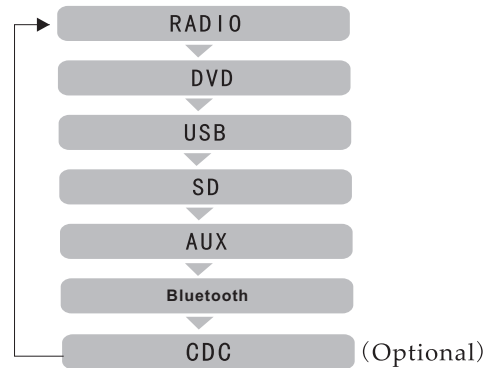 RADIO
DVD
USB
SD
AUX
Bluetooth
CDC (Optional)